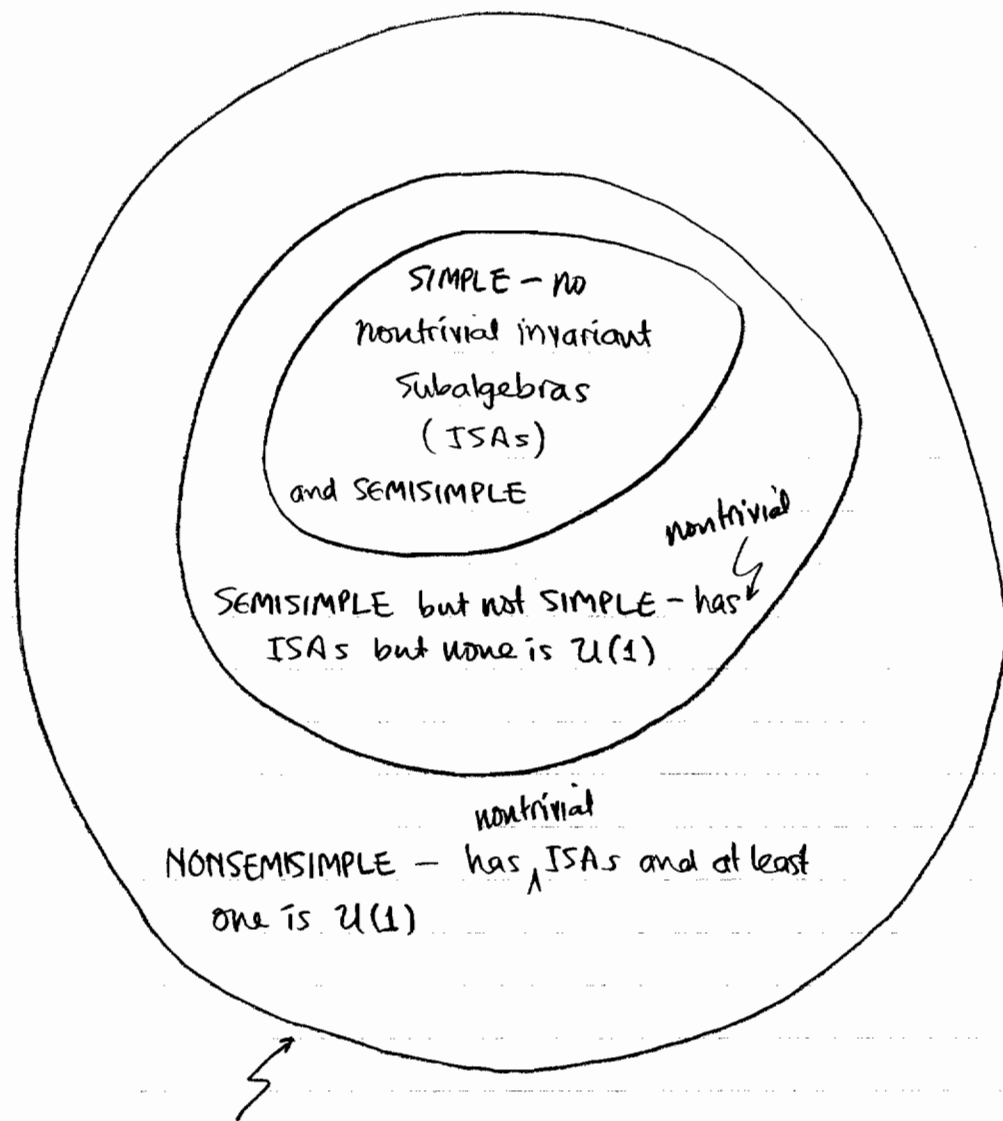 SIMPLE - no
nontrivial invariant
subalgebras
(ISAs)
and SEMISIMPLE
nontrivial
SEMISIMPLE but not SIMPLE - has
ISAs but none is U(1)
nontrivial
NONSEMISIMPLE - has ISAs and at least
one is U(1)